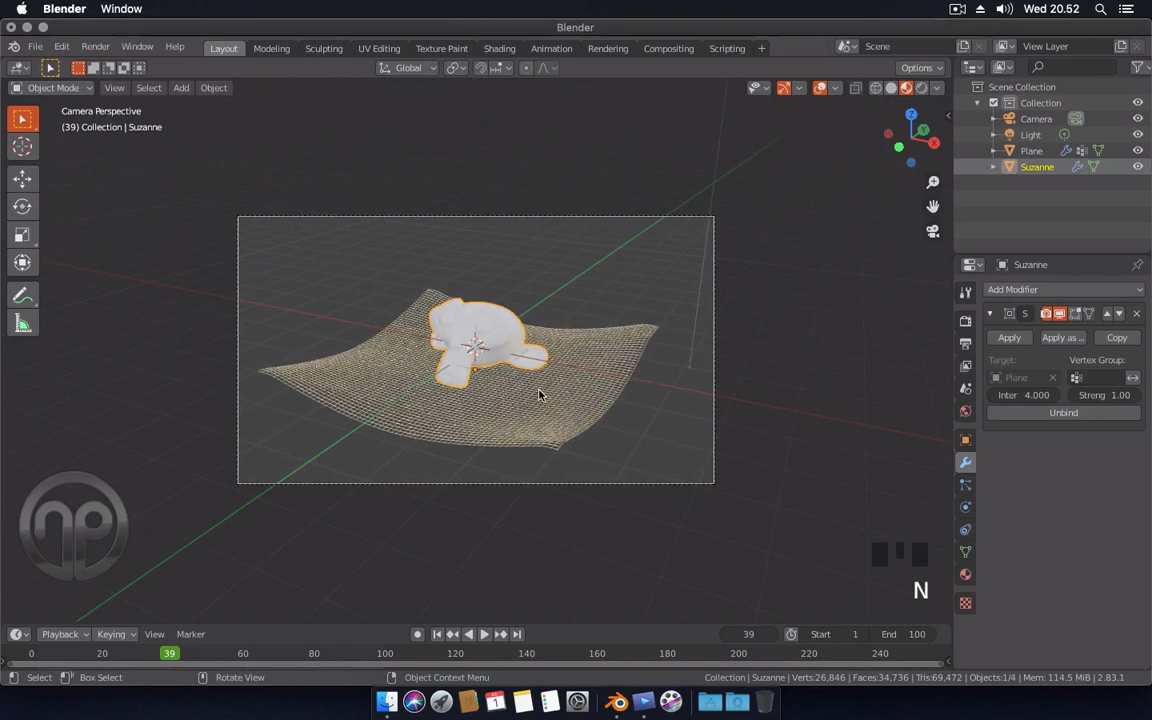 Blender Window Wed 20.52
Blender
File Edit Render Window Help Layout Modeling Sculpting UV Editing Texture Paint Shading Animation Rendering Compositing Scripting + Scene View Layer
Global Options
Object Mode View Select Add Object
Scene Collection
Collection
Camera
Light
Plane
Suzanne
Camera Perspective
(39) Collection | Suzanne
Z
X
Suzanne
Add Modifier
S
Apply Apply as ... Copy
Target: Vertex Group:
Plane
Inter 4.000 Streng 1.00
Unbind
np
N
Playback Keying View Marker 39 Start 1 End 100
0 20 39 60 80 100 120 140 160 180 200 220 240
Select Box Select Rotate View Object Context Menu Collection | Suzanne | Verts:26,846 | Faces:34,736 | Tris:69,472 | Objects:1/4 | Mem: 114.5 MiB | 2.83.1